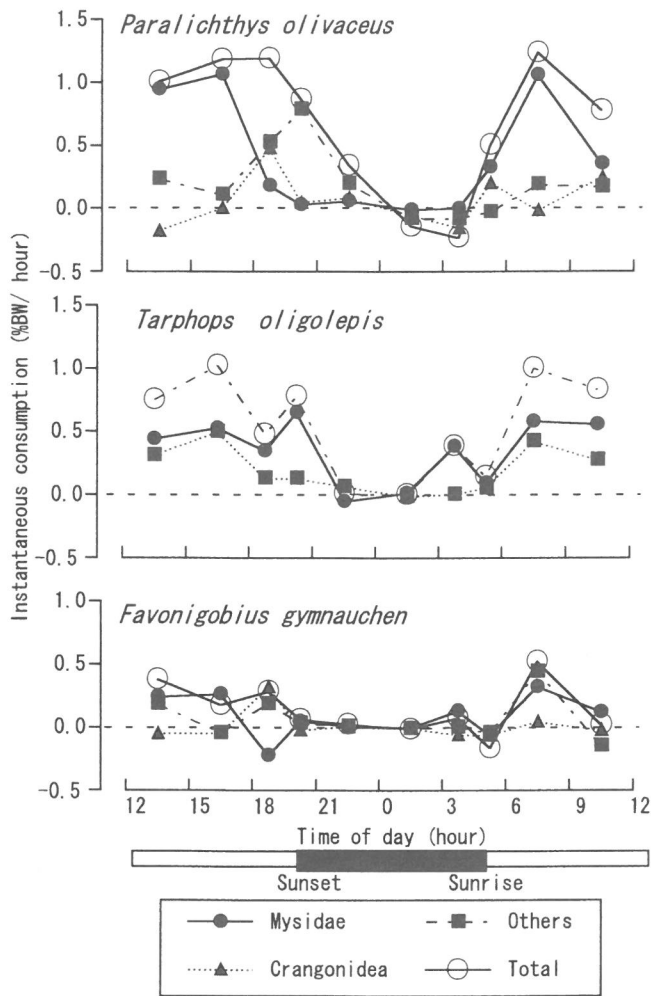 Paralichthys olivaceus
1.5
1.0
0.5
0.0
-0.5
Tarphops oligolepis
1.5
1.0
0.5
0.0
-0.5
Favonigobius gymnauchen
1.0
0.5
0.0
-0.5
Instantaneous consumption (%BW/ hour)
12 15 18 21 0 3 6 9 12
Time of day (hour)
Sunset Sunrise
Mysidae Others
Crangonidea Total